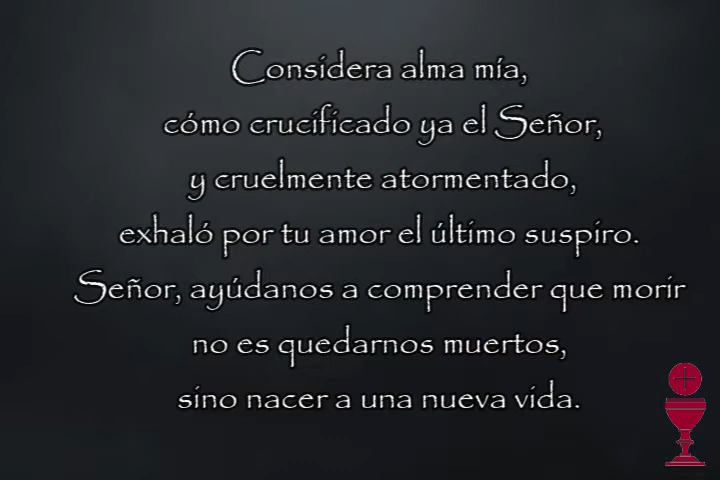 Considera alma mía,
cómo crucificado ya el Señor,
y cruelmente atormentado,
exhaló por tu amor el último suspiro.
Señor, ayúdanos a comprender que morir
no es quedarnos muertos,
sino nacer a una nueva vida.